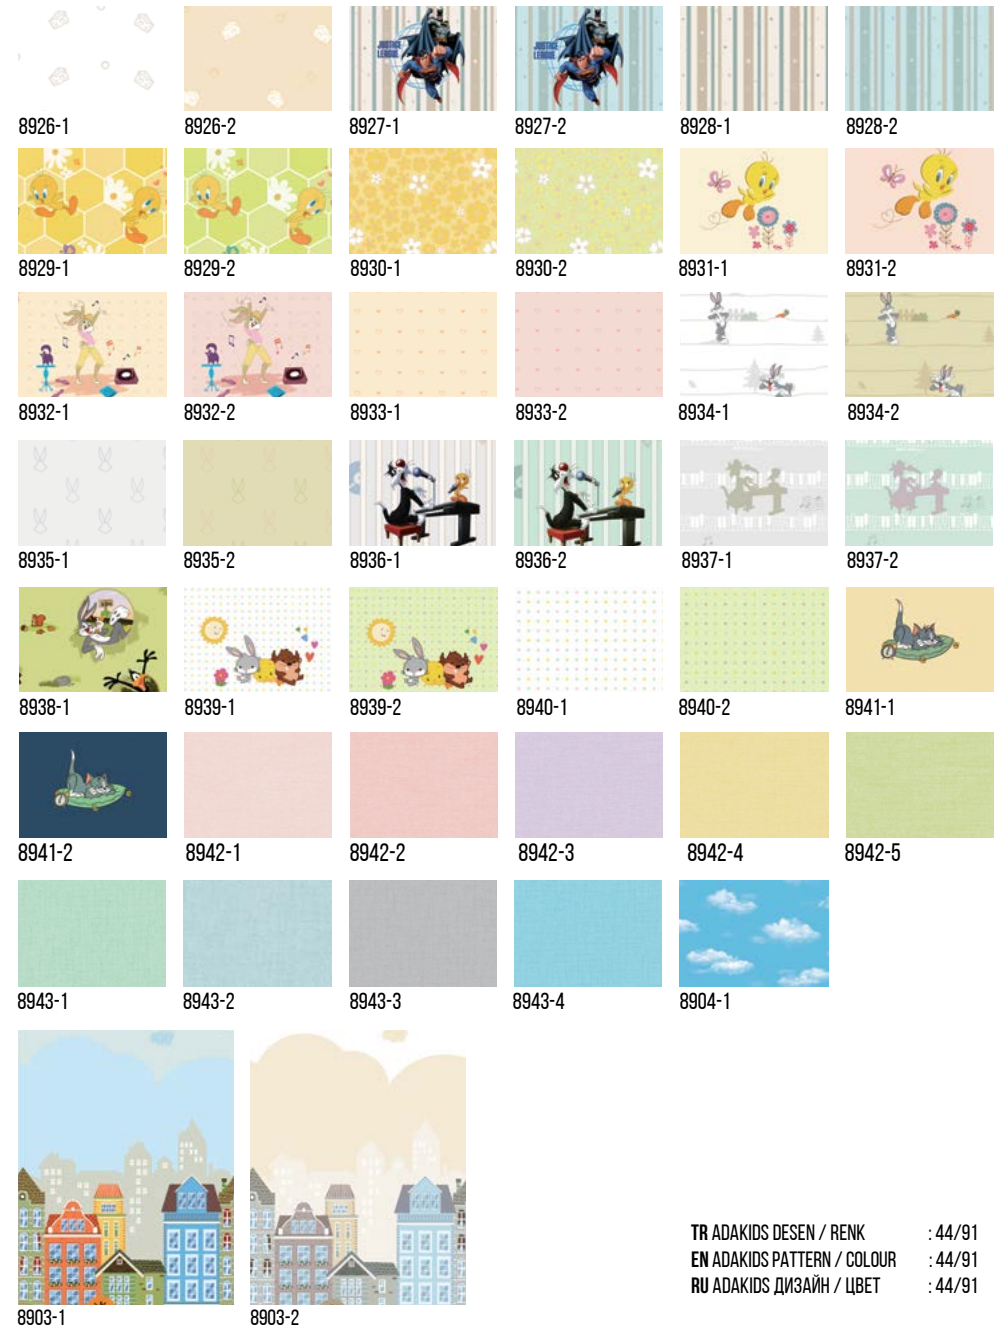 JUSTICE
LEAGUE
JUSTICE
LEAGUE
8926-1 8926-2 8927-1 8927-2 8928-1 8928-2
8929-1 8929-2 8930-1 8930-2 8931-1 8931-2
8932-1 8932-2 8933-1 8933-2 8934-1 8934-2
8935-1 8935-2 8936-1 8936-2 8937-1 8937-2
8938-1 8939-1 8939-2 8940-1 8940-2 8941-1
8941-2 8942-1 8942-2 8942-3 8942-4 8942-5
8943-1 8943-2 8943-3 8943-4 8904-1
8903-1 8903-2
TR ADAKIDS DESEN / RENK : 44/91
EN ADAKIDS PATTERN / COLOUR : 44/91
RU ADAKIDS ДИЗАЙН / ЦВЕТ : 44/91